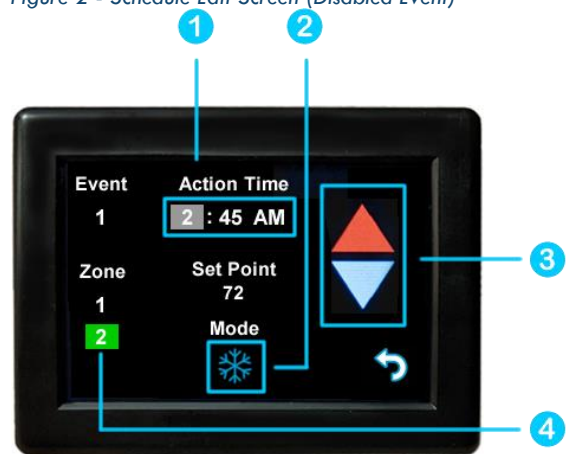 Figure 2 - Schedule Edit Screen (Disabled Event)
1
2
Event
Action Time
1
2 : 45 AM
3
Zone
Set Point
1
72
2
Mode
4